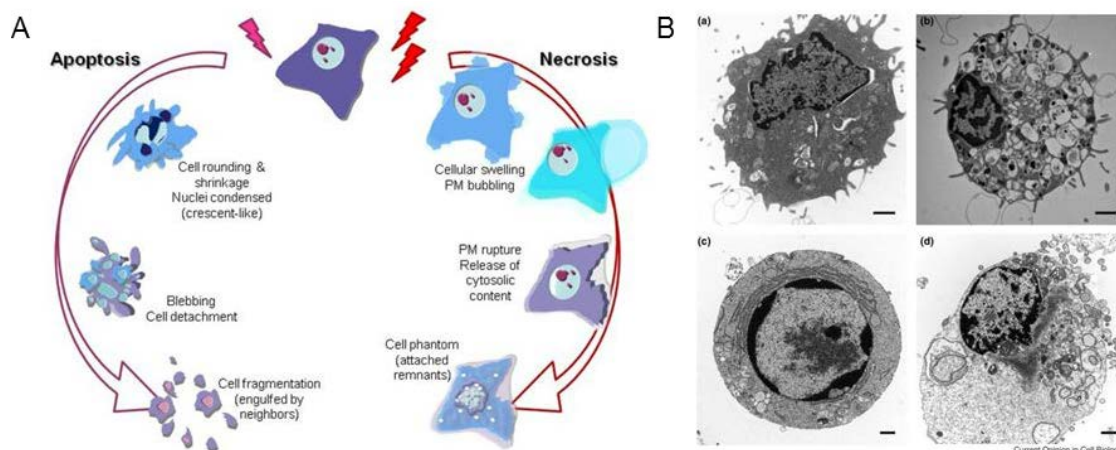 A
Apoptosis
Necrosis
Cell rounding &
shrinkage
Nuclei condensed
(crescent-like)
Blebbing
Cell detachment
Cell fragmentation
(engulfed by
neighbors)
Cellular swelling
PM bubbling
PM rupture
Release of
cytosolic
content
Cell phantom
(attached
remnants)
B
(a)
(b)
(c)
(d)
Current Opinion in Cell